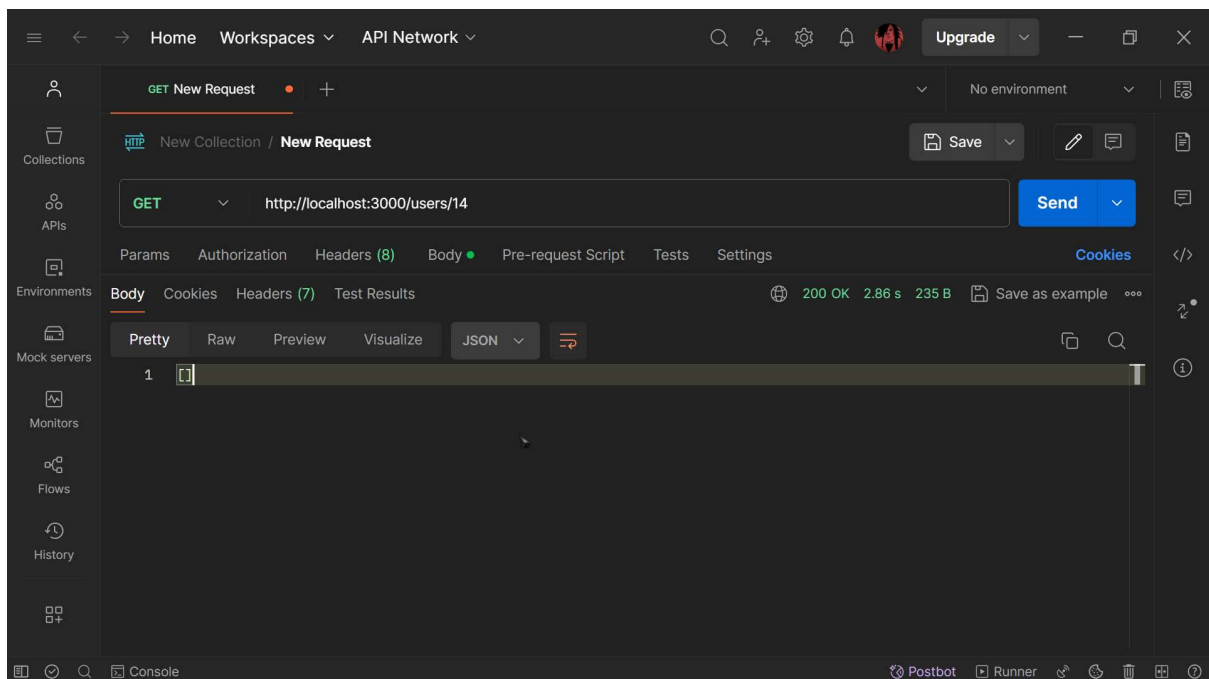 Home Workspaces API Network Upgrade
GET New Request No environment
HTTP New Collection / New Request Save
Collections
GET http://localhost:3000/users/14 Send
APIs
Params Authorization Headers (8) Body Pre-request Script Tests Settings Cookies
Environments
Body Cookies Headers (7) Test Results 200 OK 2.86 s 235 B Save as example
Pretty Raw Preview Visualize JSON
Mock servers
1 []
Monitors
Flows
History
Console Postbot Runner